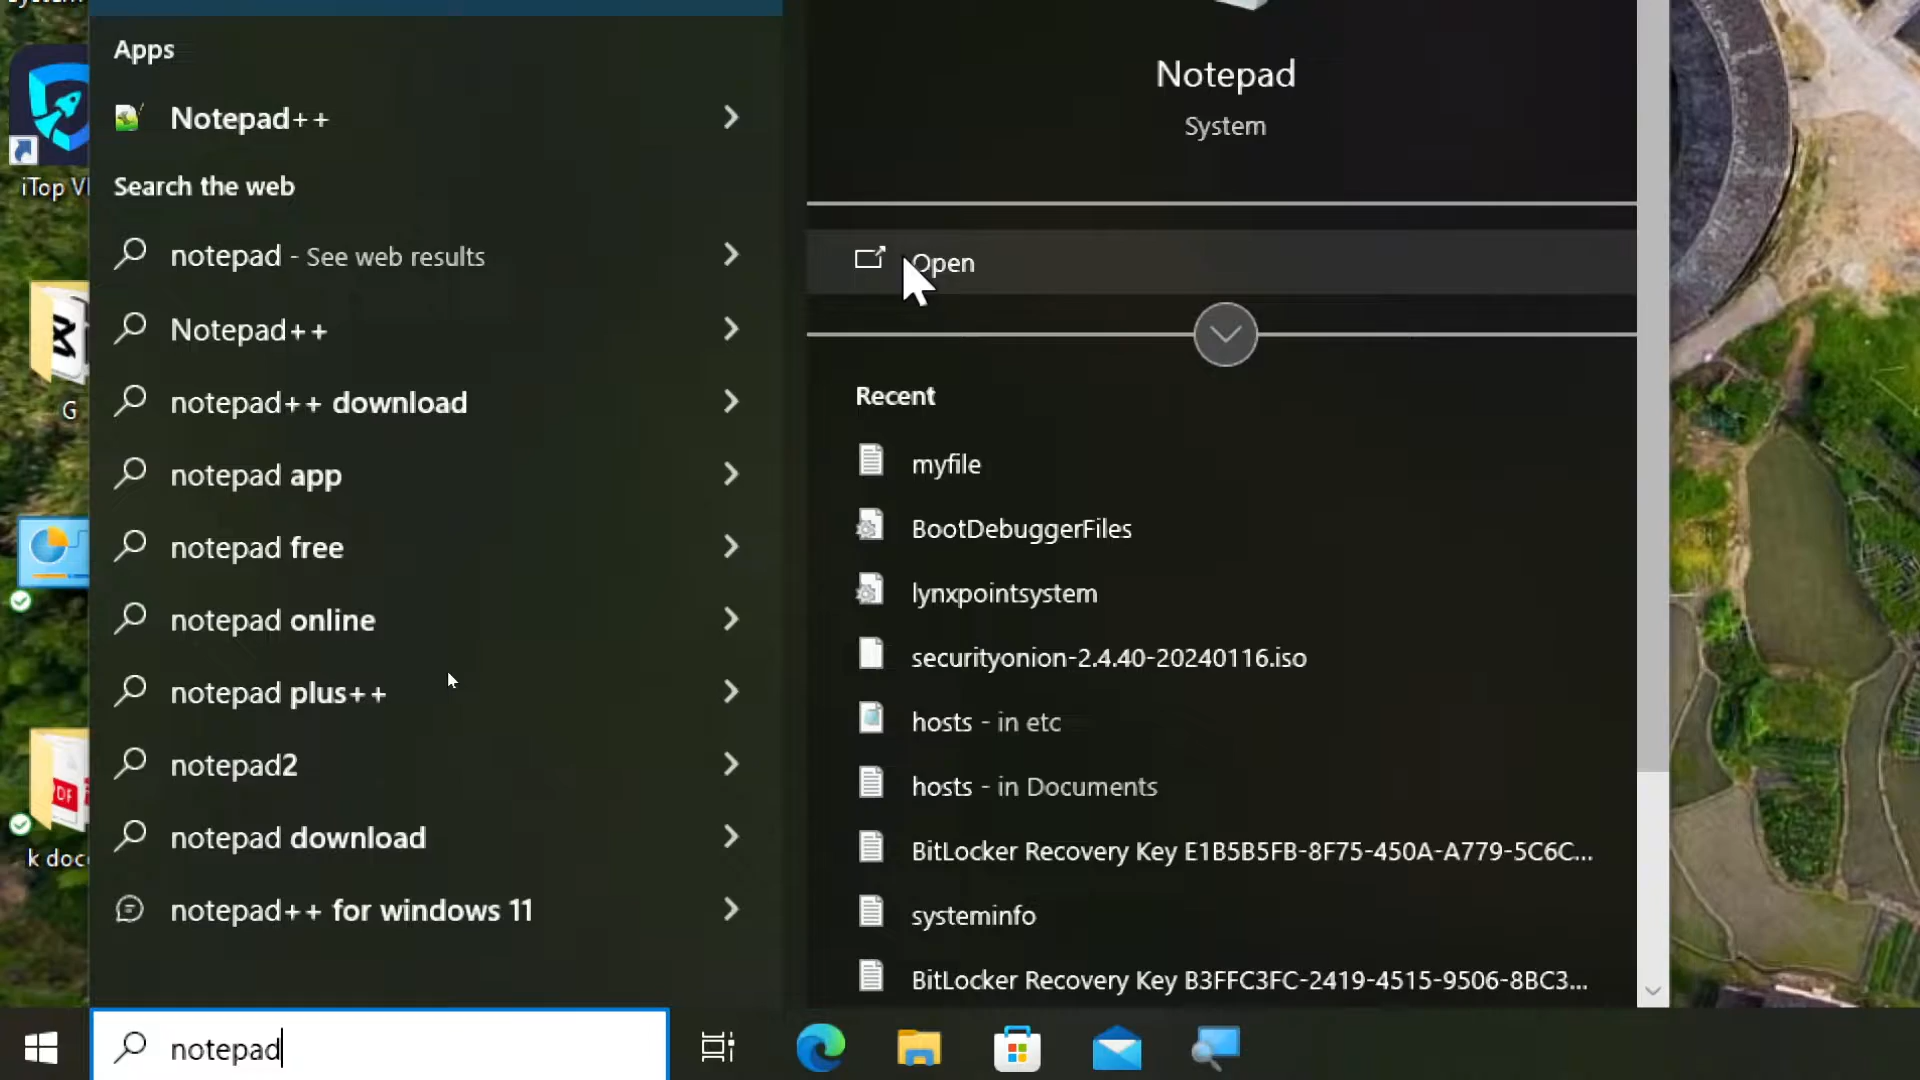 Apps
Notepad++
Search the web
notepad - See web results
Notepad++
notepad++ download
notepad app
notepad free
notepad online
notepad plus++
notepad2
notepad download
notepad++ for windows 11
notepad
Notepad
System
Open
Recent
myfile
BootDebuggerFiles
lynxpointsystem
securityonion-2.4.40-20240116.iso
hosts - in etc
hosts - in Documents
BitLocker Recovery Key E1B5B5FB-8F75-450A-A779-5C6C...
systeminfo
BitLocker Recovery Key B3FFC3FC-2419-4515-9506-8BC3...
iTop
G
PDF
k doc